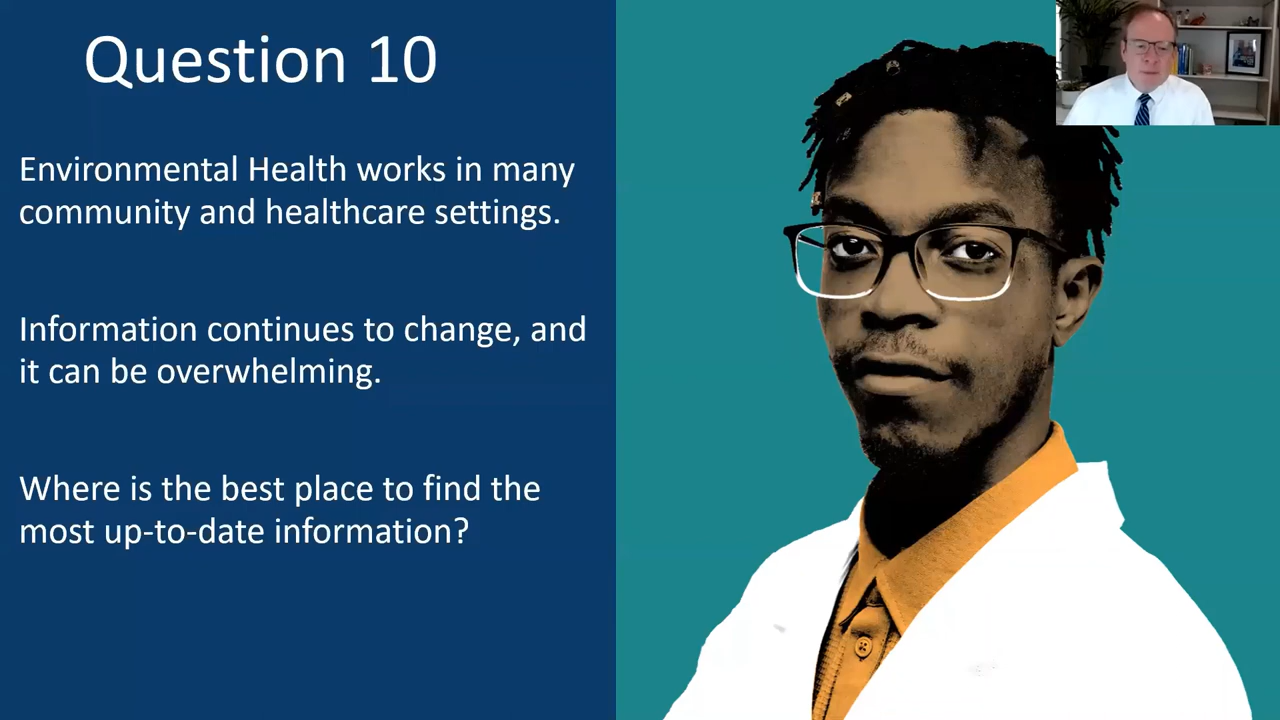 Question 10
Environmental Health works in many
community and healthcare settings.
Information continues to change, and
it can be overwhelming.
Where is the best place to find the
most up-to-date information?